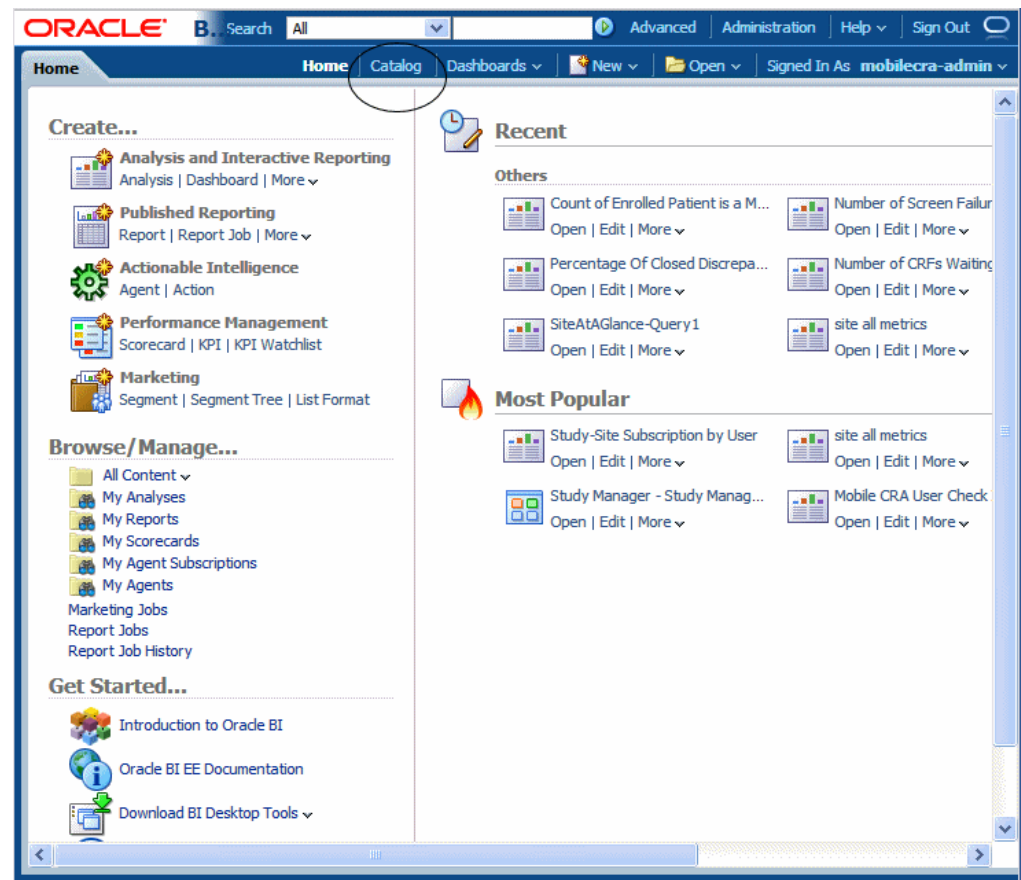 ORACLE B.. Search All Advanced Administration Help Sign Out
Home Home Catalog Dashboards New Open Signed In As mobilecra-admin
Create...
Analysis and Interactive Reporting
Analysis | Dashboard | More
Published Reporting
Report | Report Job | More
Actionable Intelligence
Agent | Action
Performance Management
Scorecard | KPI | KPI Watchlist
Marketing
Segment | Segment Tree | List Format
Browse/Manage...
All Content
My Analyses
My Reports
My Scorecards
My Agent Subscriptions
My Agents
Marketing Jobs
Report Jobs
Report Job History
Get Started...
Introduction to Oracle BI
Oracle BI EE Documentation
Download BI Desktop Tools
Recent
Others
Count of Enrolled Patient is a M... Number of Screen Failur
Open | Edit | More Open | Edit | More
Percentage Of Closed Discrepa... Number of CRFs Waiting
Open | Edit | More Open | Edit | More
SiteAtAGlance-Query1 site all metrics
Open | Edit | More Open | Edit | More
Most Popular
Study-Site Subscription by User site all metrics
Open | Edit | More Open | Edit | More
Study Manager - Study Manag... Mobile CRA User Check
Open | Edit | More Open | Edit | More